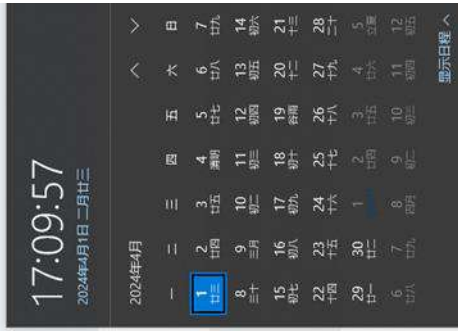 17:09:57
2024年4月1日 二月廿三
2024年4月
一 二 三 四 五 六 日
1 2 3 4 5 6 7
廿三 廿四 廿五 清明 廿七 廿八 廿九
8 9 10 11 12 13 14
三十 三月 初二 初三 初四 初五 初六
15 16 17 18 19 20 21
初七 初八 初九 初十 谷雨 十二 十三
22 23 24 25 26 27 28
十四 十五 十六 十七 十八 十九 二十
29 30 1 2 3 4 5
廿一 廿二 廿四 廿五 廿六 立夏
6 7 8 9 10 11 12
廿八 廿九 四月 初二 初三 初四 初五
显示日程